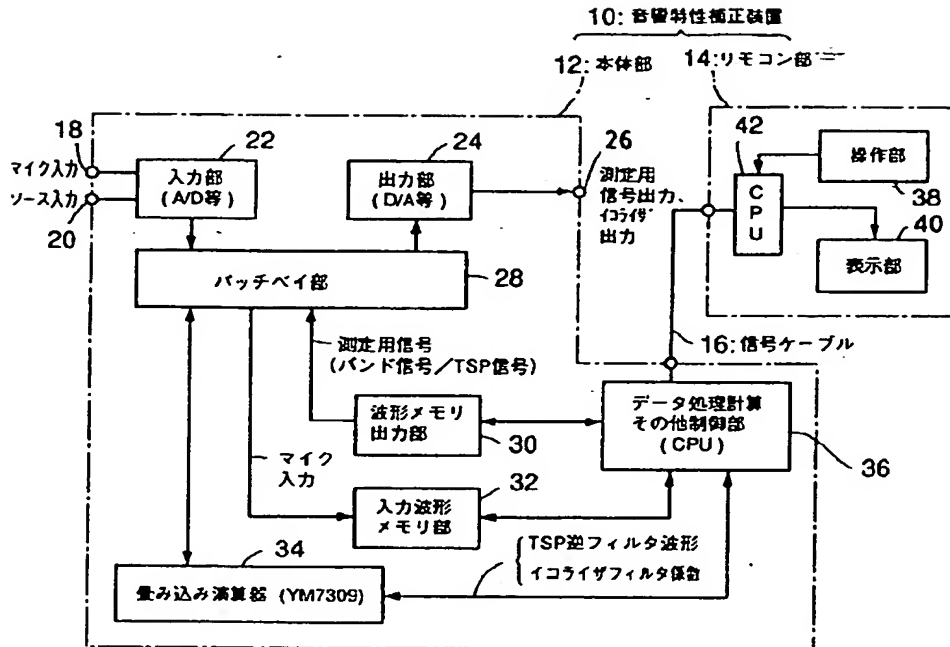 10: 音響特性補正装置
12: 本体部
14: リモコン部
18
マイク入力
ソース入力
20
22
入力部
(A/D等)
24
出力部
(D/A等)
26
測定用
信号出力、
イコライザ
出力
42
CPU
操作部
38
40
表示部
パッチベイ部
28
測定用信号
(バンド信号/TSP信号)
16: 信号ケーブル
波形メモリ
出力部
30
データ処理計算
その他制御部
(CPU)
36
マイク
入力
32
入力波形
メモリ部
34
TSP逆フィルタ波形
イコライザフィルタ係数
畳み込み演算器 (YM7309)